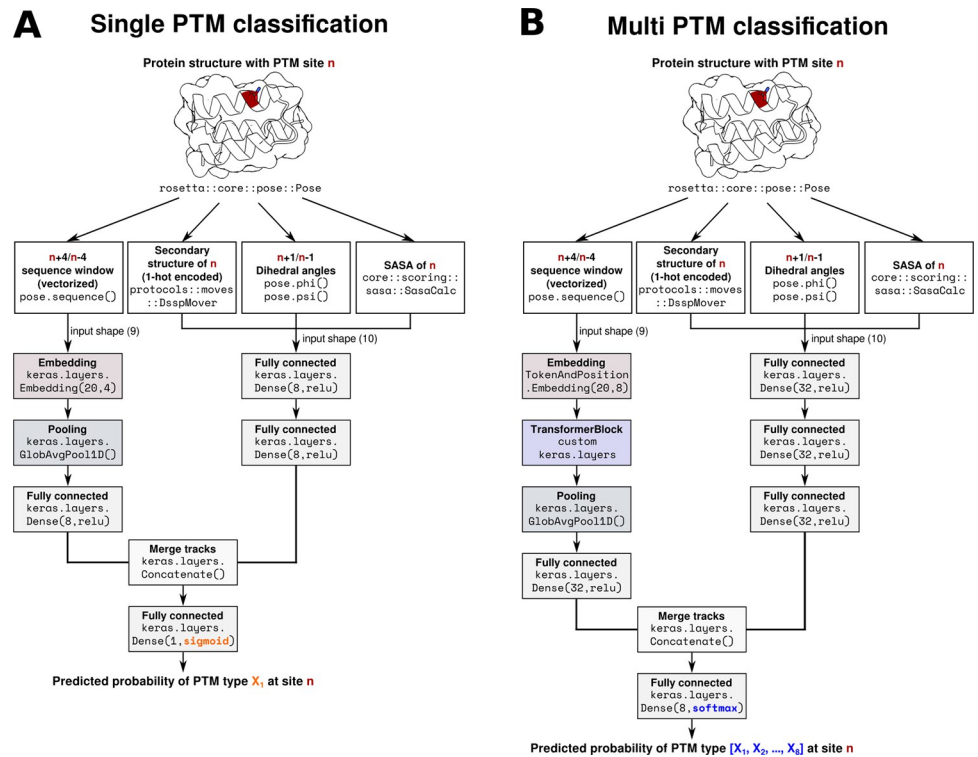 A
Single PTM classification
Protein structure with PTM site n
rosetta::core::pose::Pose
n+4/n-4
sequence window
(vectorized)
pose.sequence()
Secondary
structure of n
(1-hot encoded)
protocols::moves
::DsspMover
n+1/n-1
Dihedral angles
pose.phi()
pose.psi()
SASA of n
core::scoring::
sasa::SasaCalc
input shape (9)
input shape (10)
Embedding
keras.layers.
Embedding(20,4)
Fully connected
keras.layers.
Dense(8,relu)
Pooling
keras.layers.
GlobAvgPool1D()
Fully connected
keras.layers.
Dense(8,relu)
Fully connected
keras.layers.
Dense(8,relu)
Merge tracks
keras.layers.
Concatenate()
Fully connected
keras.layers.
Dense(1,sigmoid)
Predicted probability of PTM type X₁ at site n
B
Multi PTM classification
Protein structure with PTM site n
rosetta::core::pose::Pose
n+4/n-4
sequence window
(vectorized)
pose.sequence()
Secondary
structure of n
(1-hot encoded)
protocols::moves
::DsspMover
n+1/n-1
Dihedral angles
pose.phi()
pose.psi()
SASA of n
core::scoring::
sasa::SasaCalc
input shape (9)
input shape (10)
Embedding
TokenAndPosition
.Embedding(20,8)
Fully connected
keras.layers.
Dense(32,relu)
TransformerBlock
custom
keras.layers
Fully connected
keras.layers.
Dense(32,relu)
Pooling
keras.layers.
GlobAvgPool1D()
Fully connected
keras.layers.
Dense(32,relu)
Fully connected
keras.layers.
Dense(32,relu)
Merge tracks
keras.layers.
Concatenate()
Fully connected
keras.layers.
Dense(8,softmax)
Predicted probability of PTM type [X₁, X₂, ..., X₈] at site n